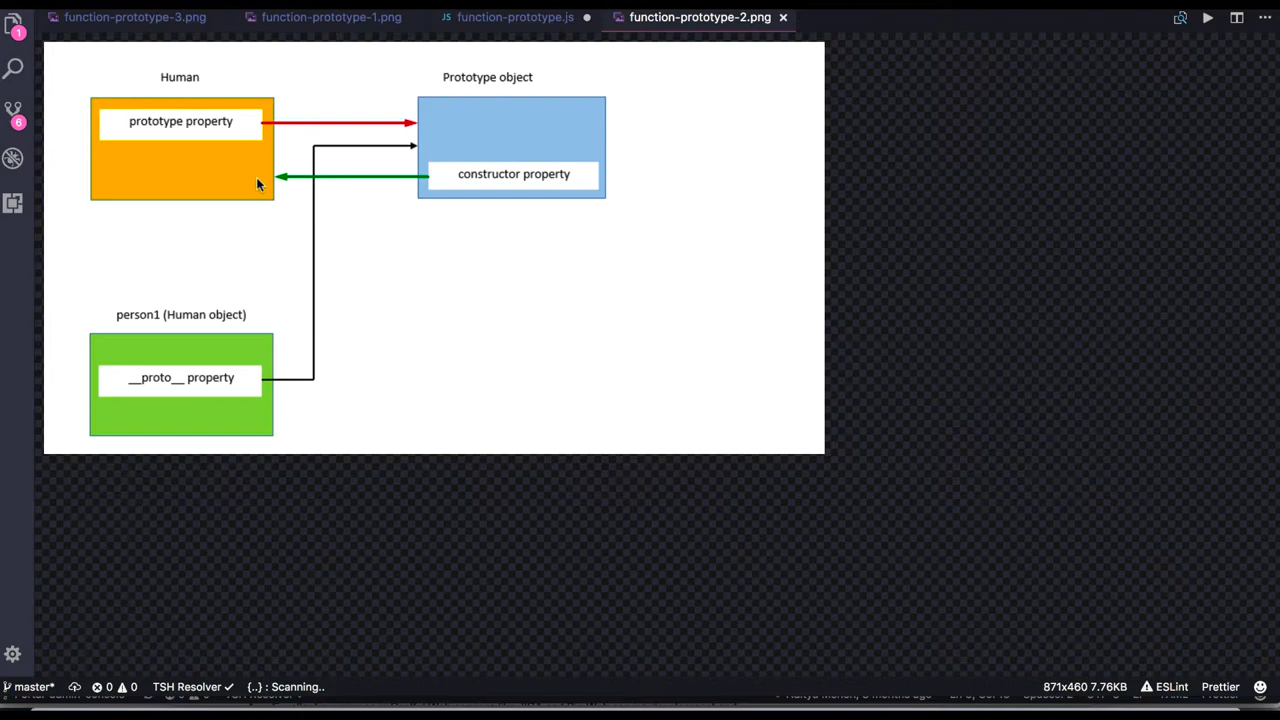 function-prototype-3.png function-prototype-1.png JS function-prototype.js function-prototype-2.png
1
6
Human Prototype object
prototype property
constructor property
person1 (Human object)
__proto__ property
master* 0 0 TSH Resolver {..} : Scanning.. 871x460 7.76KB ESLint Prettier